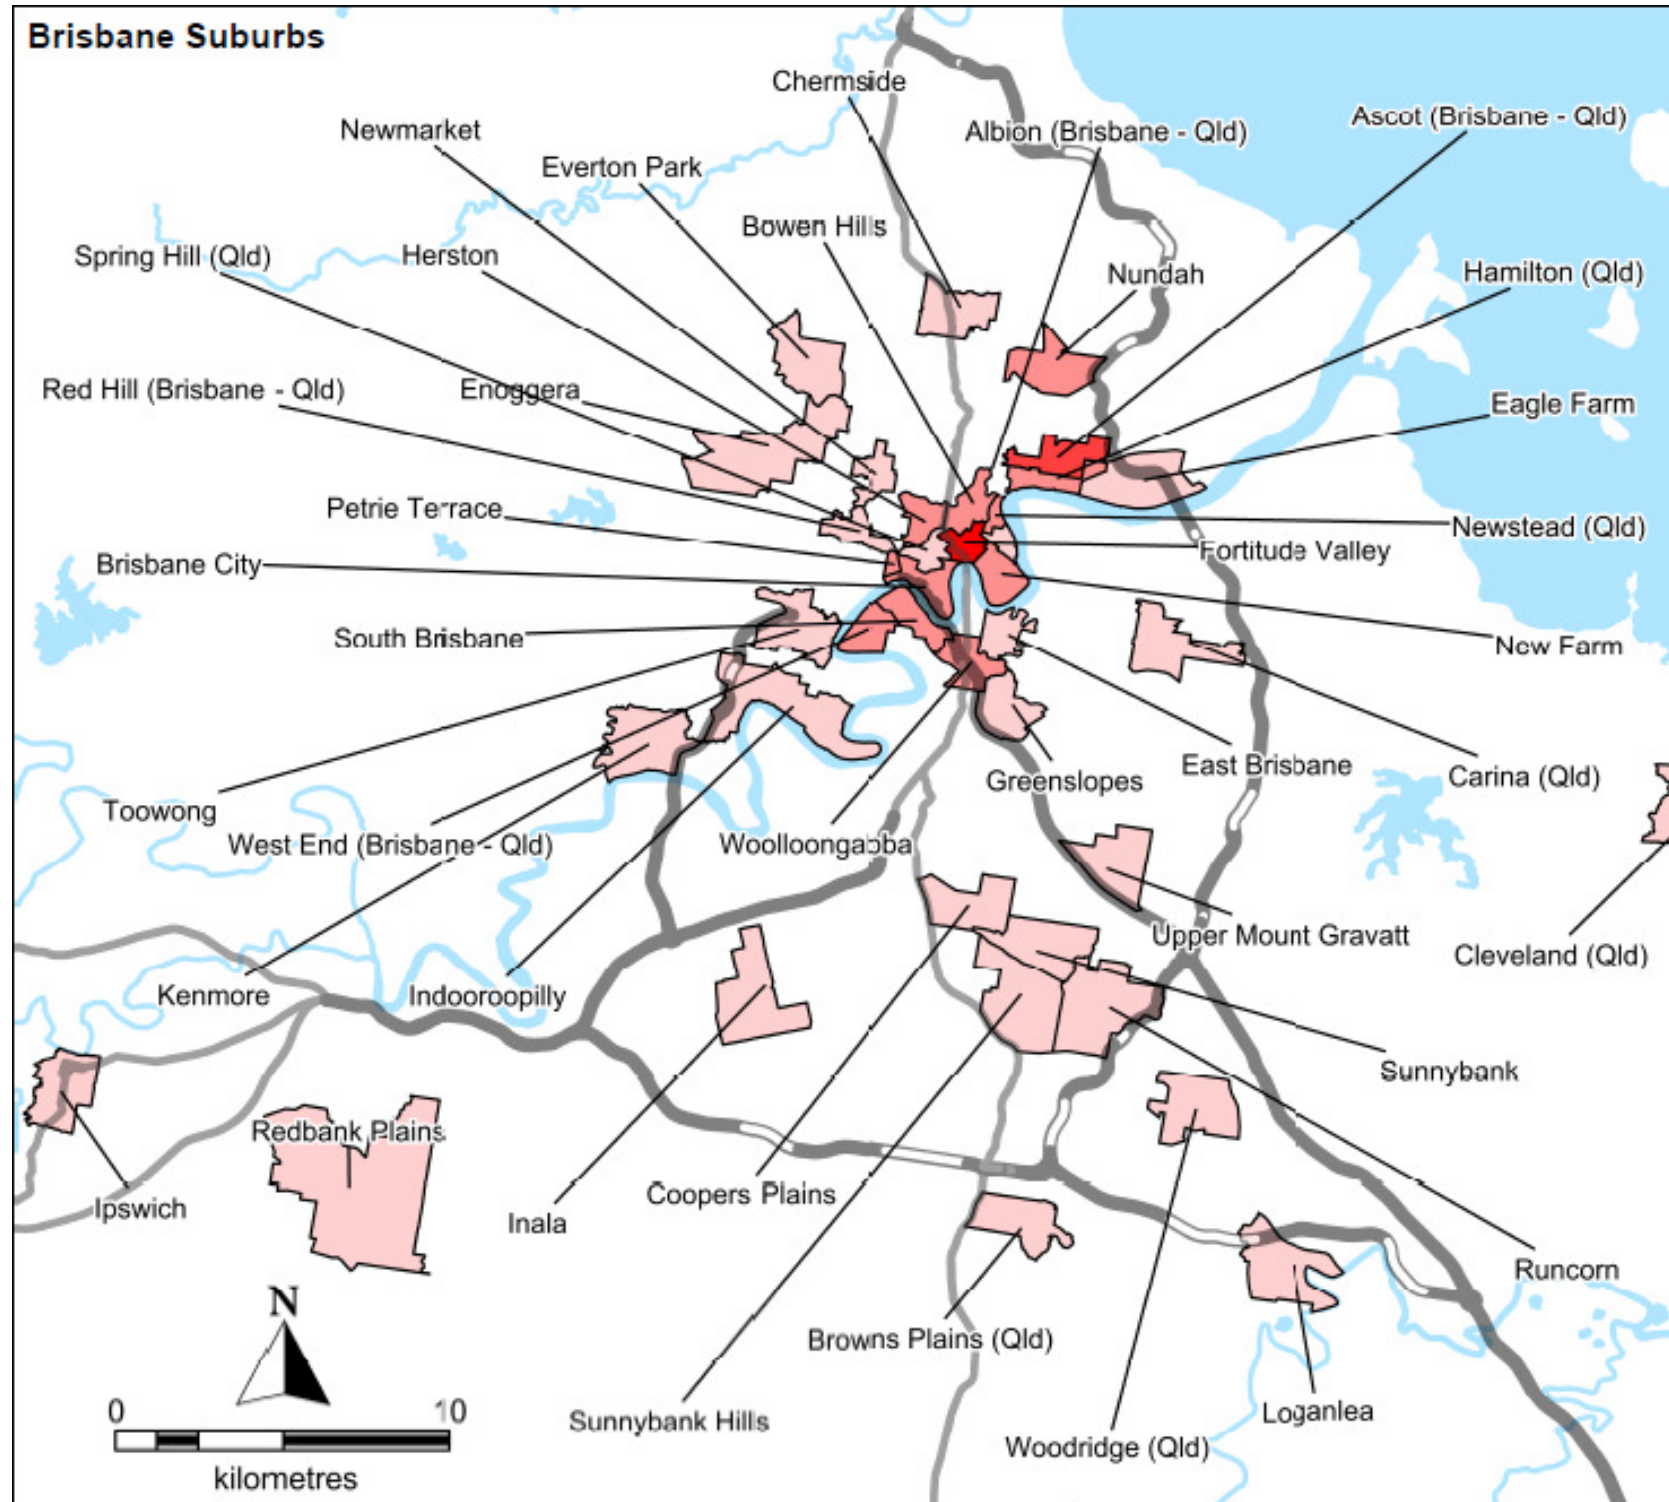 Brisbane Suburbs
Chermside
Newmarket
Albion (Brisbane - Qld)
Ascot (Brisbane - Qld)
Everton Park
Bowen Hills
Spring Hill (Qld)
Herston
Nundah
Hamilton (Qld)
Red Hill (Brisbane - Qld)
Enoggera
Eagle Farm
Petrie Terrace
Newstead (Qld)
Fortitude Valley
Brisbane City
South Brisbane
New Farm
East Brisbane
Carina (Qld)
Greenslopes
Toowong
West End (Brisbane - Qld)
Woolloongabba
Upper Mount Gravatt
Cleveland (Qld)
Kenmore
Indooroopilly
Sunnybank
Redbank Plains
Coopers Plains
Ipswich
Inala
Runcorn
N
Browns Plains (Qld)
Loganlea
Sunnybank Hills
Woodridge (Qld)
0 10
kilometres